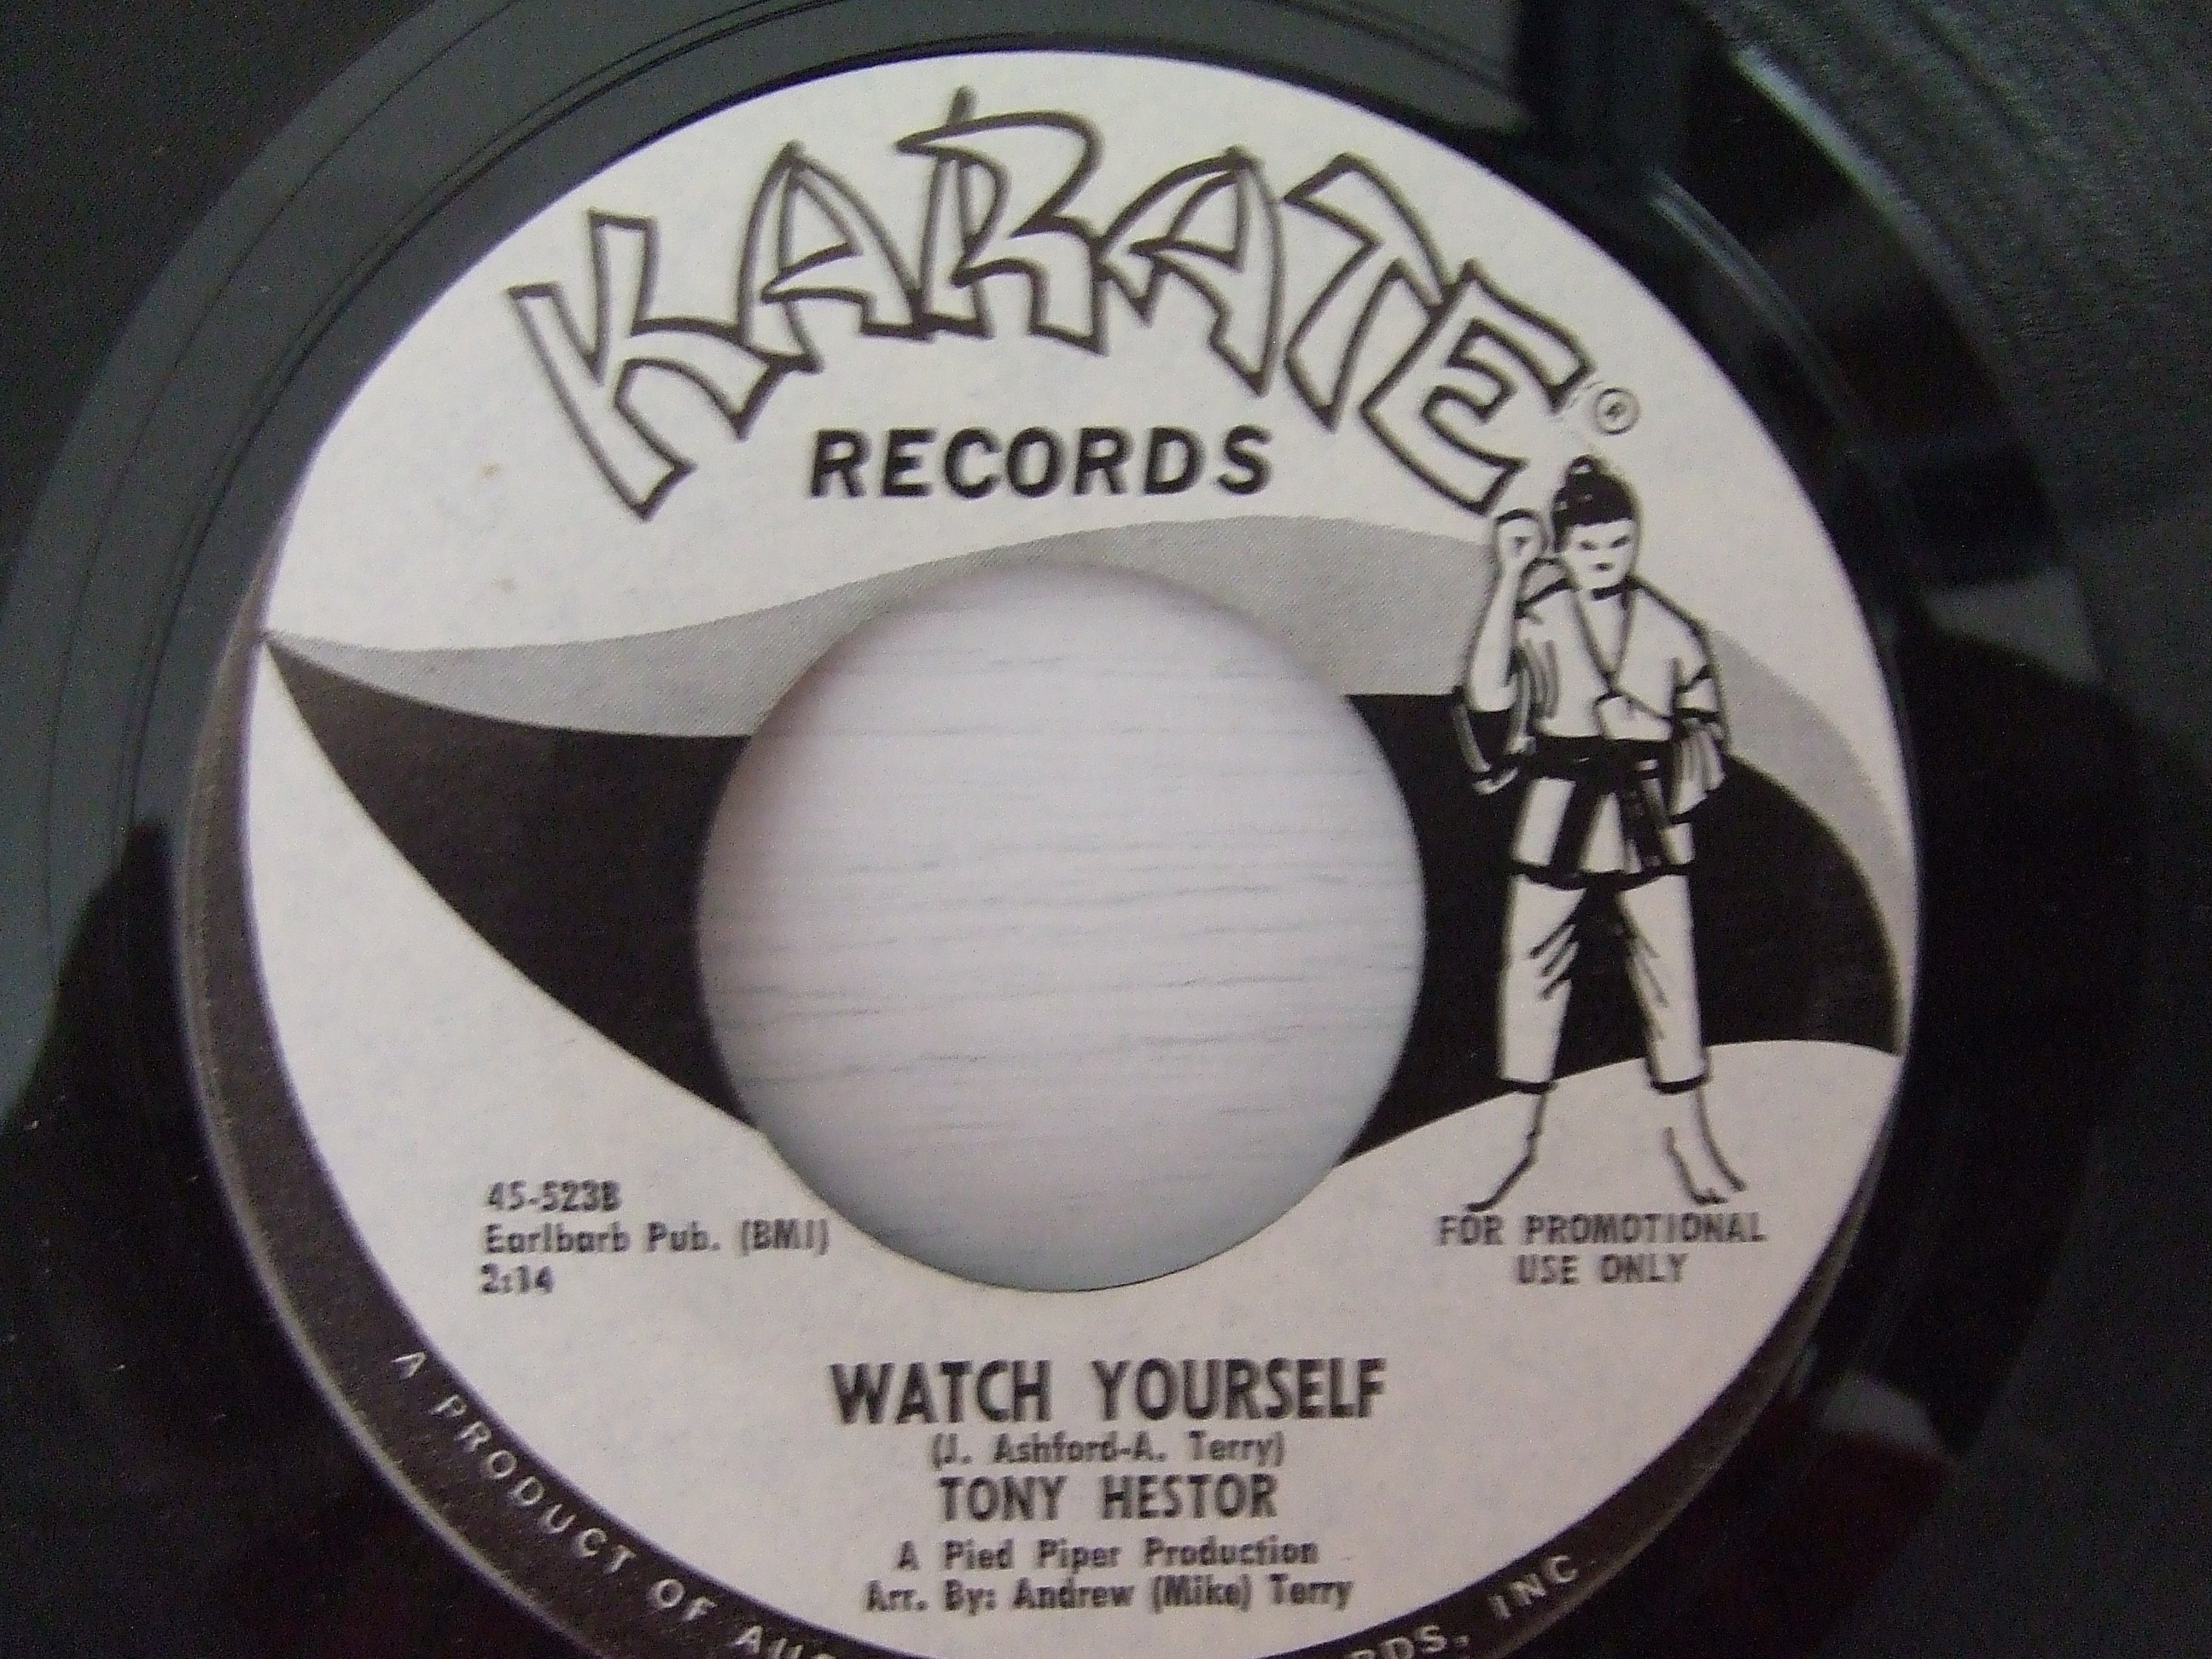 KARATE ®
RECORDS
45-523B
Earlbarb Pub. (BMI)
2:14
FOR PROMOTIONAL
USE ONLY
WATCH YOURSELF
(J. Ashford-A. Terry)
TONY HESTOR
A Pied Piper Production
Arr. By: Andrew (Mike) Terry
A PRODUCT OF INC.